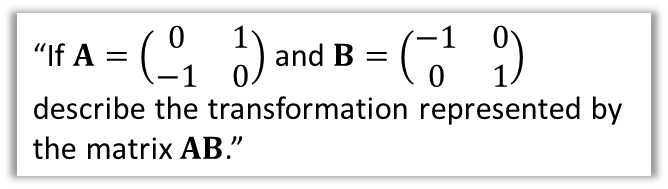 “If A = (0 1
−1 0) and B = (−1 0
0 1)
describe the transformation represented by
the matrix AB.”